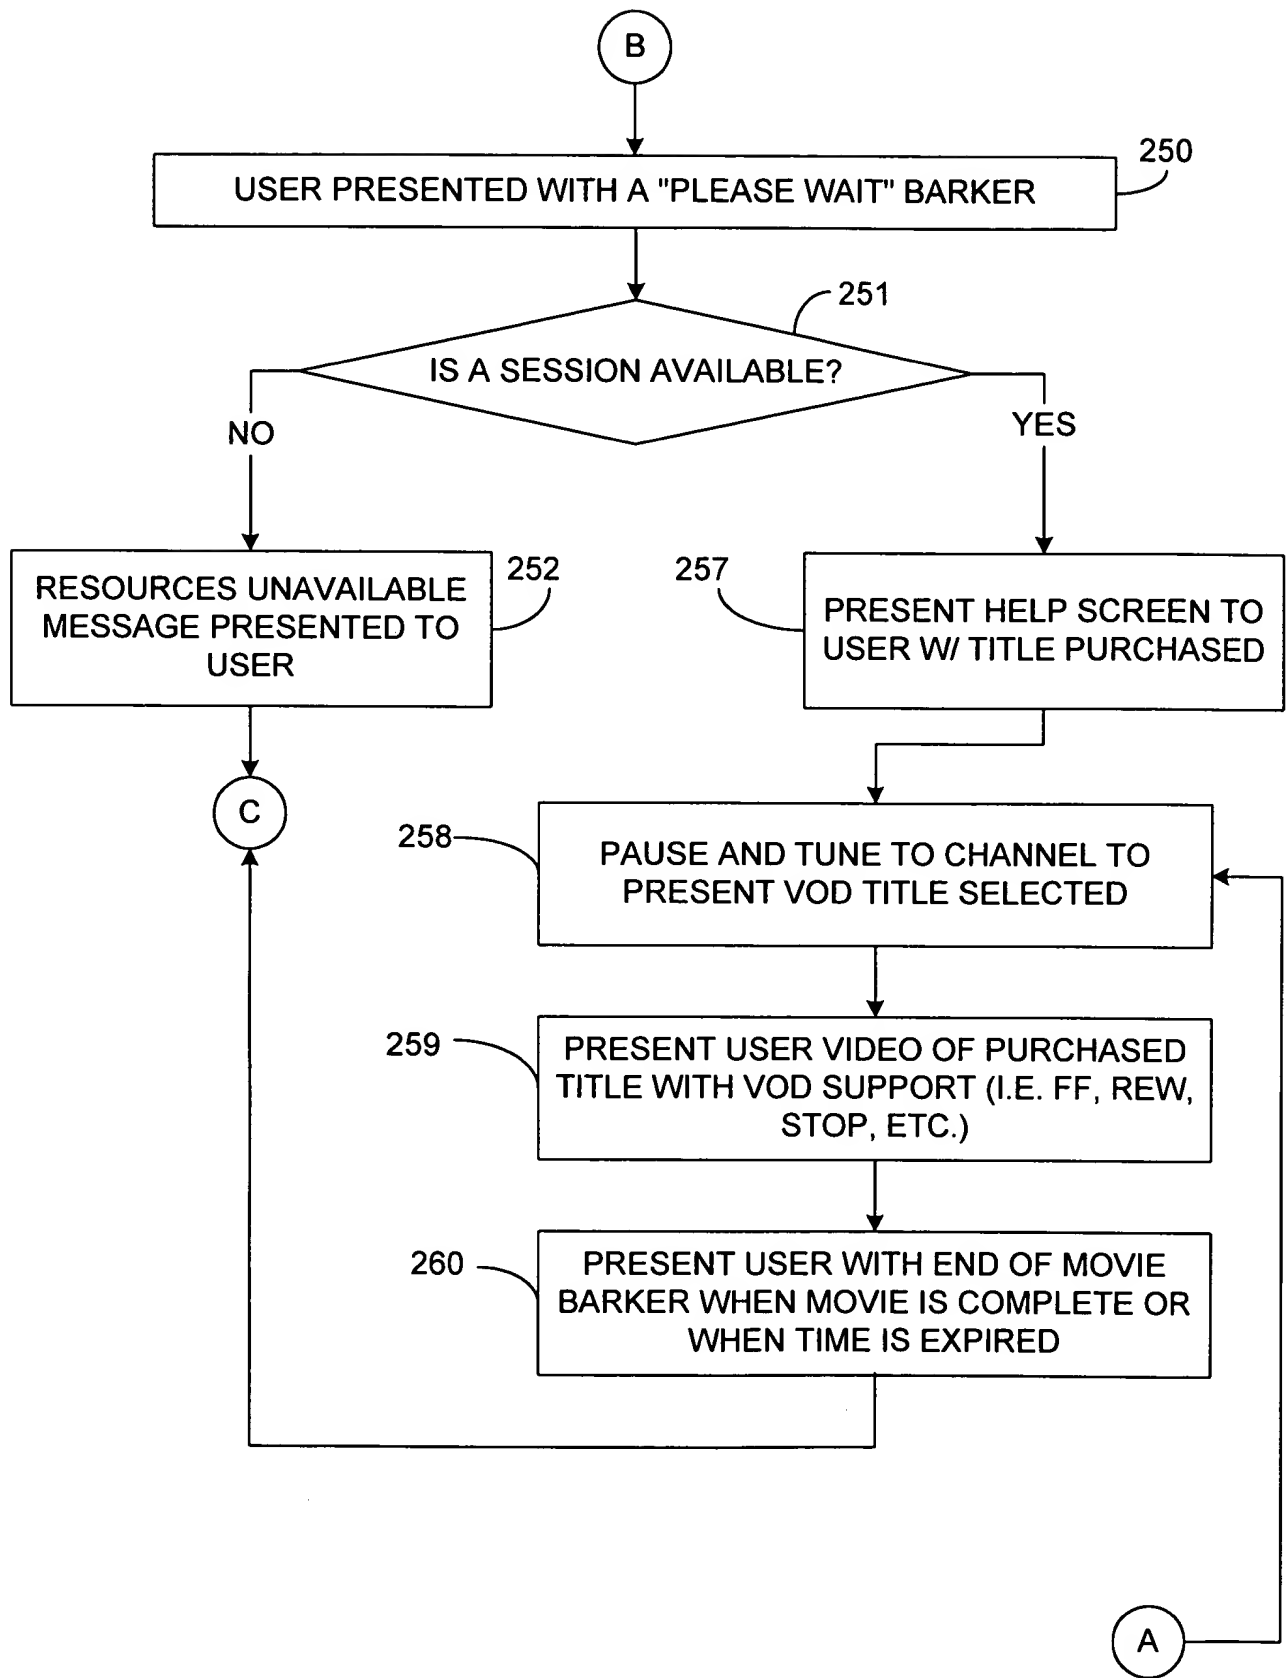 B
250
USER PRESENTED WITH A "PLEASE WAIT" BARKER
251
IS A SESSION AVAILABLE?
NO
YES
252
RESOURCES UNAVAILABLE
MESSAGE PRESENTED TO
USER
257
PRESENT HELP SCREEN TO
USER W/ TITLE PURCHASED
C
258
PAUSE AND TUNE TO CHANNEL TO
PRESENT VOD TITLE SELECTED
259
PRESENT USER VIDEO OF PURCHASED
TITLE WITH VOD SUPPORT (I.E. FF, REW,
STOP, ETC.)
260
PRESENT USER WITH END OF MOVIE
BARKER WHEN MOVIE IS COMPLETE OR
WHEN TIME IS EXPIRED
A